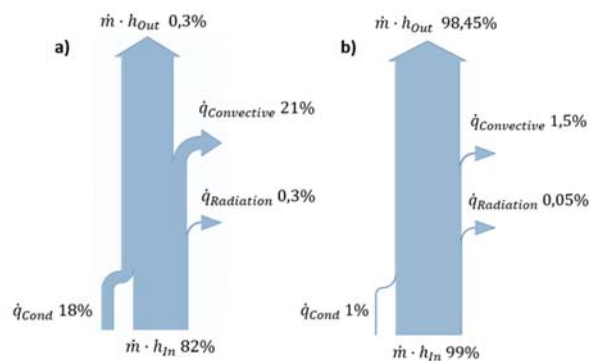 a)
ṁ · h_Out 0,3%
q̇_Convective 21%
q̇_Radiation 0,3%
q̇_Cond 18%
ṁ · h_In 82%
b)
ṁ · h_Out 98,45%
q̇_Convective 1,5%
q̇_Radiation 0,05%
q̇_Cond 1%
ṁ · h_In 99%